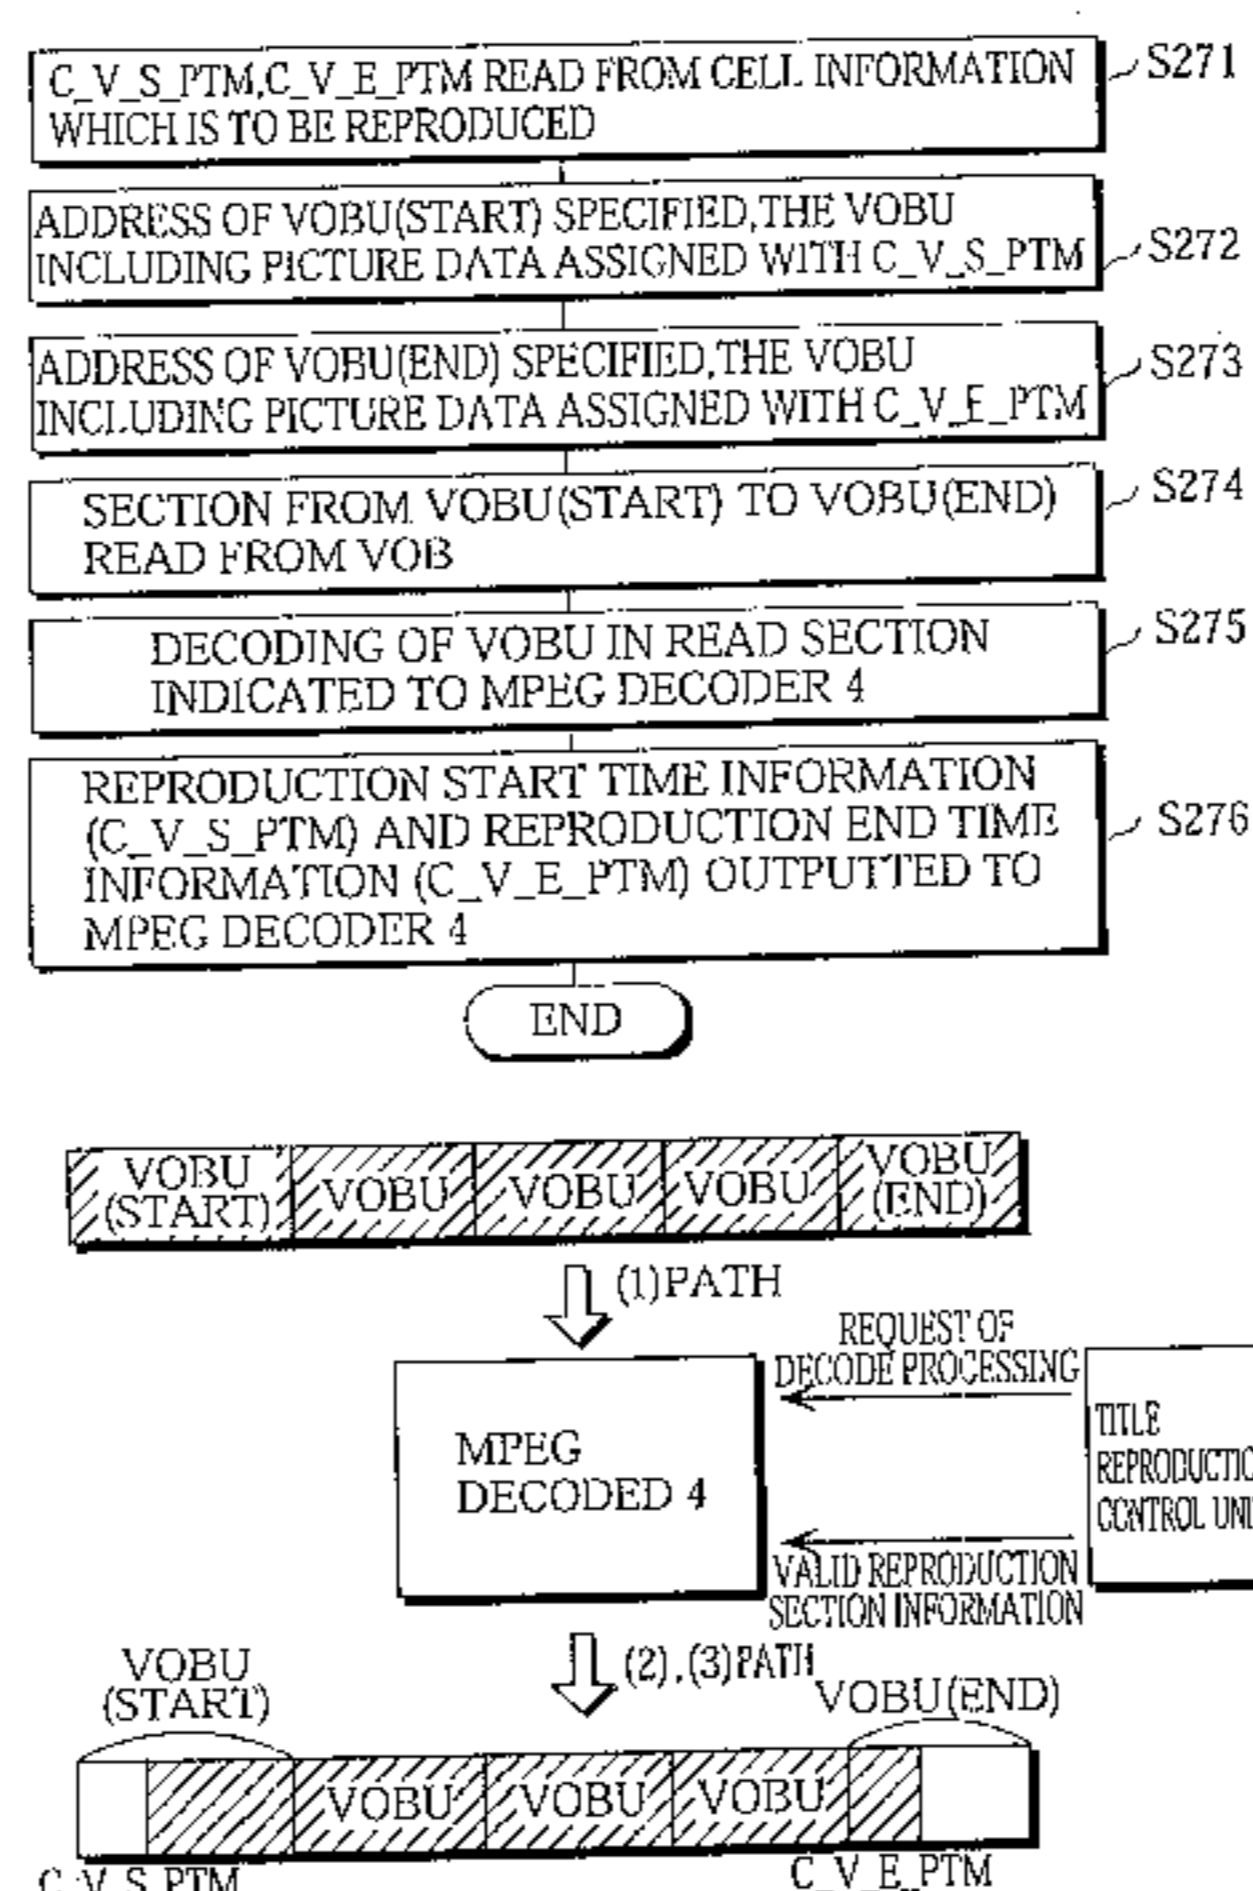 C_V_S_PTM,C_V_E_PTM READ FROM CELL INFORMATION
WHICH IS TO BE REPRODUCED
S271
ADDRESS OF VOBU(START) SPECIFIED,THE VOBU
INCLUDING PICTURE DATA ASSIGNED WITH C_V_S_PTM
S272
ADDRESS OF VOBU(END) SPECIFIED,THE VOBU
INCLUDING PICTURE DATA ASSIGNED WITH C_V_E_PTM
S273
SECTION FROM VOBU(START) TO VOBU(END)
READ FROM VOB
S274
DECODING OF VOBU IN READ SECTION
INDICATED TO MPEG DECODER 4
S275
REPRODUCTION START TIME INFORMATION
(C_V_S_PTM) AND REPRODUCTION END TIME
INFORMATION (C_V_E_PTM) OUTPUTTED TO
MPEG DECODER 4
S276
END
VOBU
(START)
VOBU
VOBU
VOBU
VOBU
(END)
(1)PATH
REQUEST OF
DECODE PROCESSING
MPEG
DECODED 4
TITLE
REPRODUCTIO
CONTROL UNI
VALID REPRODUCTION
SECTION INFORMATION
(2),(3)PATH
VOBU
(START)
VOBU(END)
VOBU
VOBU
VOBU
C_V_S_PTM
C_V_E_PTM